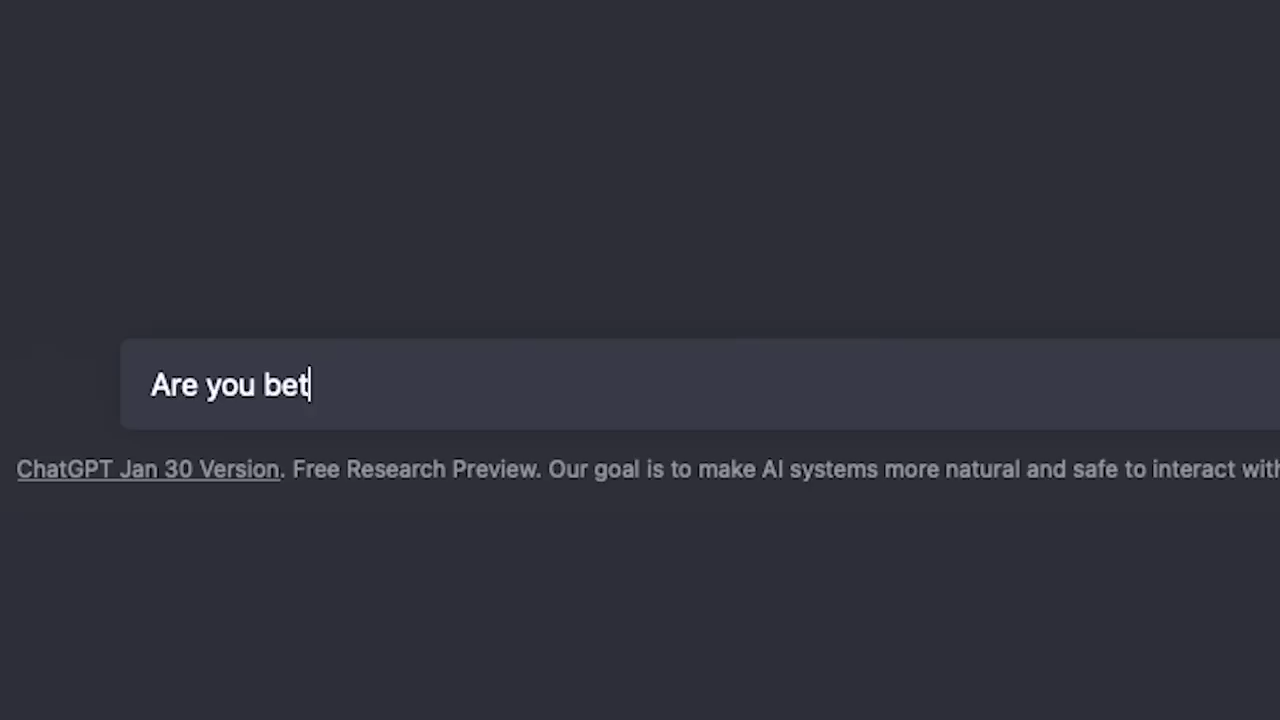 Are you bet
ChatGPT Jan 30 Version. Free Research Preview. Our goal is to make AI systems more natural and safe to interact with